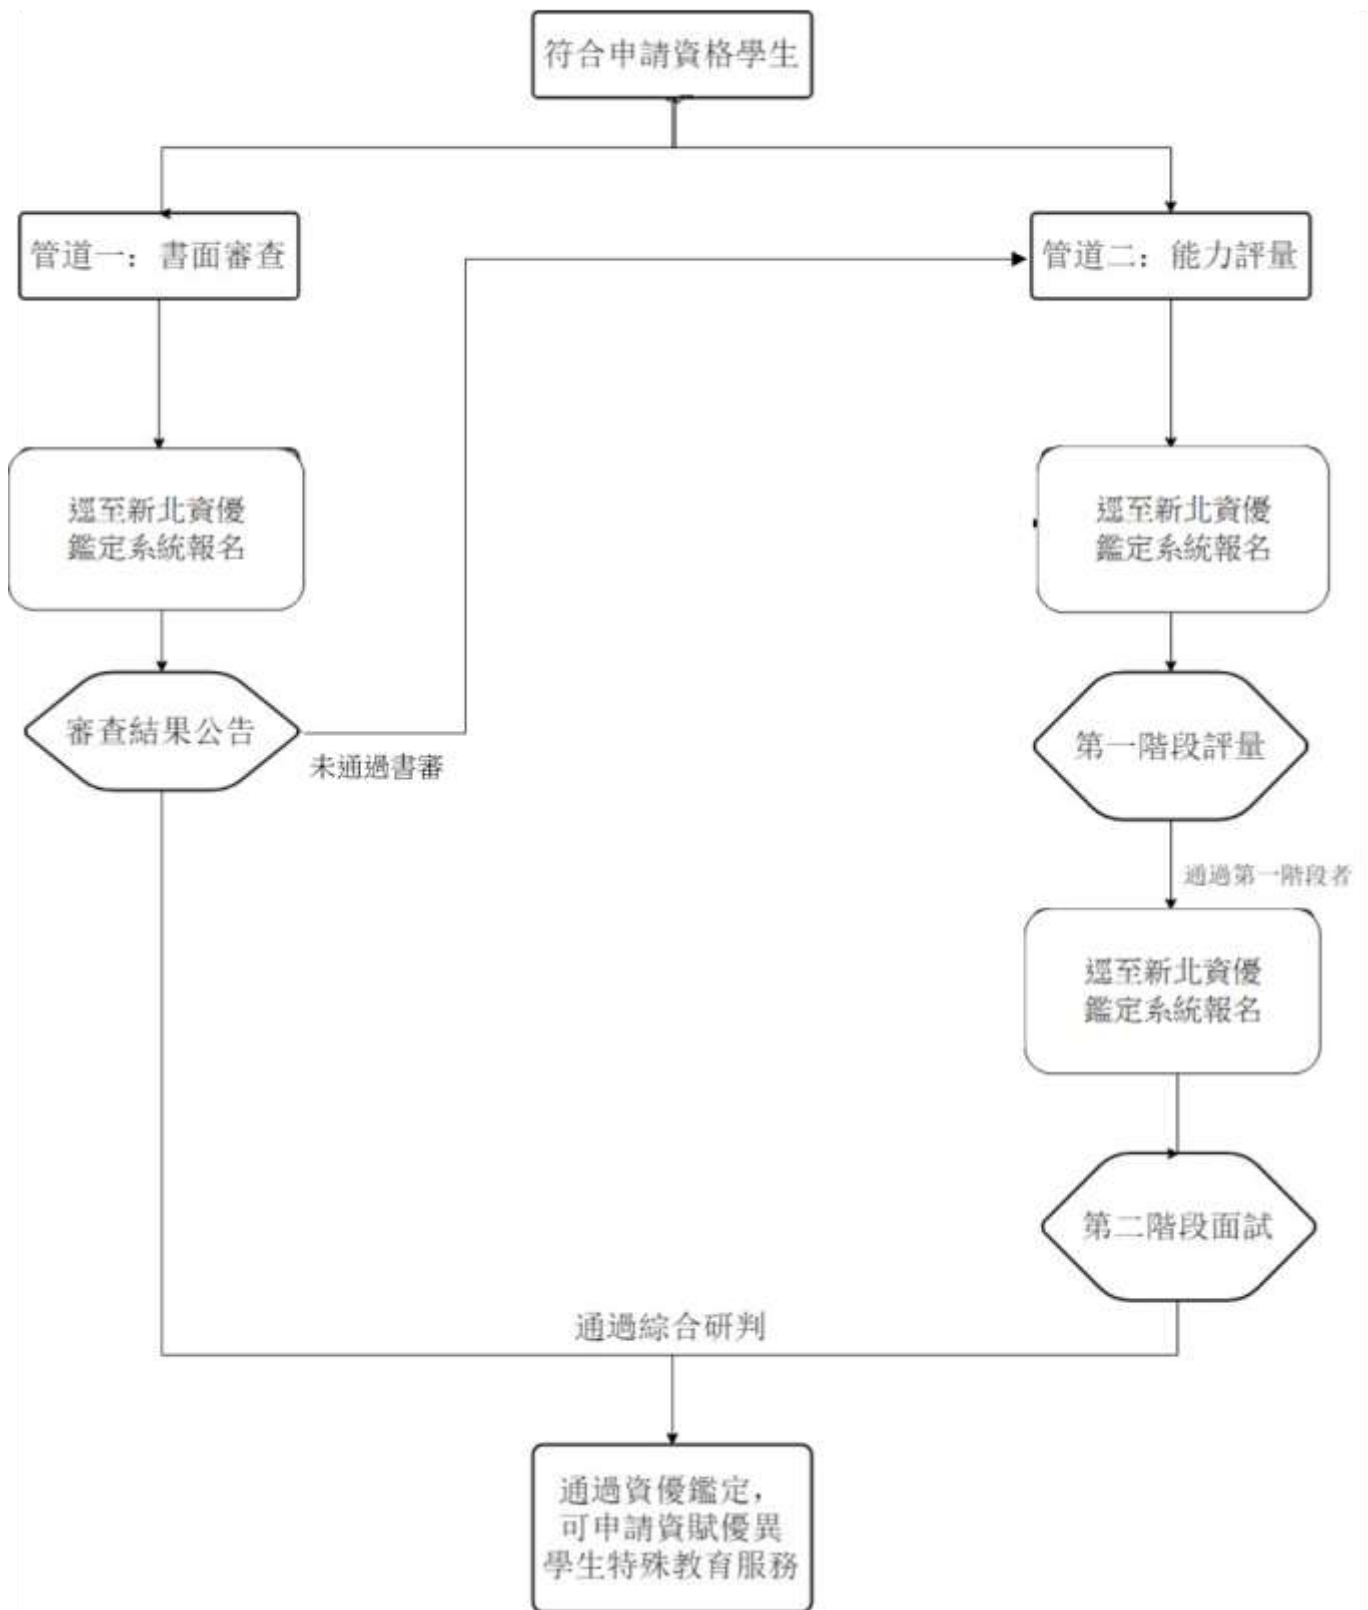 符合申請資格學生
管道一：書面審查
管道二：能力評量
逕至新北資優
鑑定系統報名
逕至新北資優
鑑定系統報名
審查結果公告
未通過書審
第一階段評量
通過第一階段者
逕至新北資優
鑑定系統報名
第二階段面試
通過綜合研判
通過資優鑑定，
可申請資賦優異
學生特殊教育服務